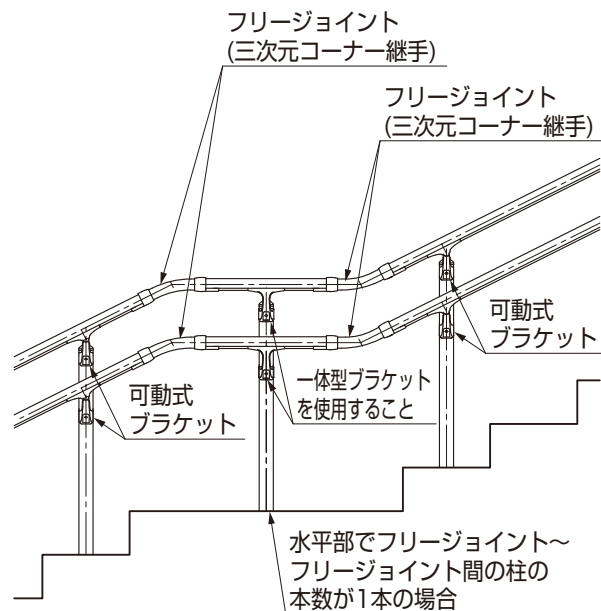 フリージョイント
(三次元コーナー継手)
フリージョイント
(三次元コーナー継手)
可動式
ブラケット
可動式
ブラケット
一体型ブラケット
を使用すること
水平部でフリージョイント〜
フリージョイント間の柱の
本数が1本の場合